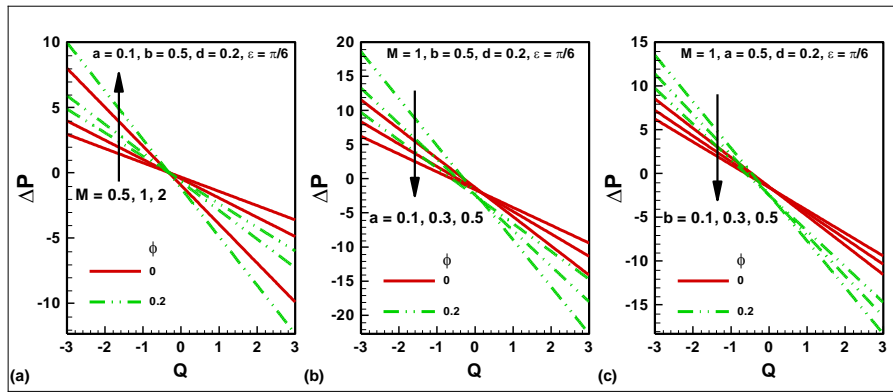 a = 0.1, b = 0.5, d = 0.2, ε = π/6
10
5
0
-5
-10
ΔP
M = 0.5, 1, 2
ϕ
0
0.2
-3 -2 -1 0 1 2 3
(a)
Q
M = 1, b = 0.5, d = 0.2, ε = π/6
20
15
10
5
0
-5
-10
-15
-20
ΔP
a = 0.1, 0.3, 0.5
ϕ
0
0.2
-3 -2 -1 0 1 2 3
(b)
Q
M = 1, a = 0.5, d = 0.2, ε = π/6
15
10
5
0
-5
-10
-15
ΔP
b = 0.1, 0.3, 0.5
ϕ
0
0.2
-3 -2 -1 0 1 2 3
(c)
Q